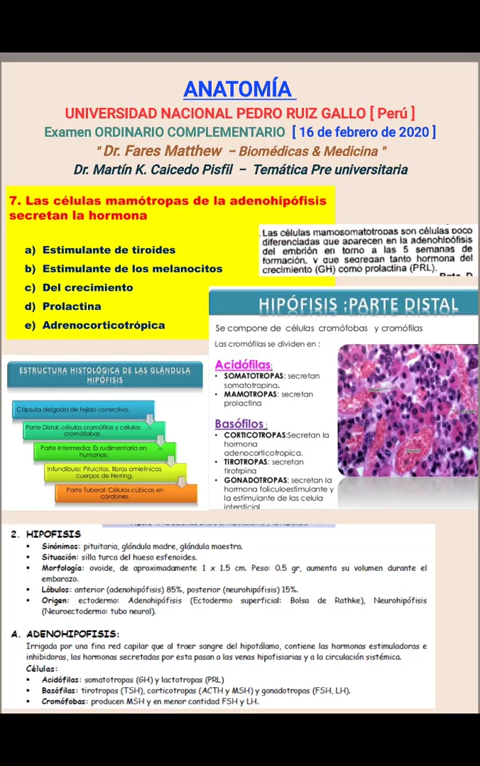 ANATOMÍA
UNIVERSIDAD NACIONAL PEDRO RUIZ GALLO [ Perú ]
Examen ORDINARIO COMPLEMENTARIO [ 16 de febrero de 2020 ]
" Dr. Fares Matthew – Biomédicas & Medicina "
Dr. Martín K. Caicedo Pisfil – Temática Pre universitaria
7. Las células mamótropas de la adenohipófisis
secretan la hormona
a) Estimulante de tiroides
b) Estimulante de los melanocitos
c) Del crecimiento
d) Prolactina
e) Adrenocorticotrópica
Las células mamosomatotropas son células poco
diferenciadas que aparecen en la adenohipófisis
del embrión en torno a las 5 semanas de
formación, y que segregan tanto hormona del
crecimiento (GH) como prolactina (PRL).
HIPÓFISIS :PARTE DISTAL
Se compone de células cromófobas y cromófilas
Las cromófilas se dividen en :
Acidófilas:
• SOMATOTROPAS: secretan
somatotropina.
• MAMOTROPAS: secretan
prolactina
Basófilos :
• CORTICOTROPAS:Secretan la
hormona
adenocorticotropica.
• TIROTROPAS: secretan
tirotripina
• GONADOTROPAS: secretan la
hormona foliculoestimulante y
la estimulante de las celula
intersticial
ESTRUCTURA HISTOLÓGICA DE LAS GLÁNDULA
HIPÓFISIS
Cápsula delgada de tejido conectivo.
Parte Distal: células cromófilas y células
cromófobas.
Parte Intermedia: Es rudimentaria en
humanos.
Infundíbulo: Pituicitos, fibras amielínicas
cuerpos de Herring.
Parte Tuberal: Células cúbicas en
cordones.
2. HIPOFISIS
• Sinónimos: pituitaria, glándula madre, glándula maestra.
• Situación: silla turca del hueso esfenoides.
• Morfología: ovoide, de aproximadamente 1 x 1.5 cm. Peso: 0.5 gr, aumenta su volumen durante el
embarazo.
• Lóbulos: anterior (adenohipófisis) 85%, posterior (neurohipófisis) 15%.
• Origen: ectodermo: Adenohipófisis (Ectodermo superficial: Bolsa de Rathke), Neurohipófisis
(Neuroectodermo: tubo neural).
A. ADENOHIPOFISIS:
Irrigada por una fina red capilar que al traer sangre del hipotálamo, contiene las hormonas estimuladoras e
inhibidoras, las hormonas secretadas por esta pasan a las venas hipofisiarias y a la circulación sistémica.
Células:
• Acidófilas: somatotropas (GH) y lactotropas (PRL)
• Basófilas: tirotropas (TSH), corticotropas (ACTH y MSH) y gonadotropas (FSH, LH).
• Cromófobas: producen MSH y en menor cantidad FSH y LH.